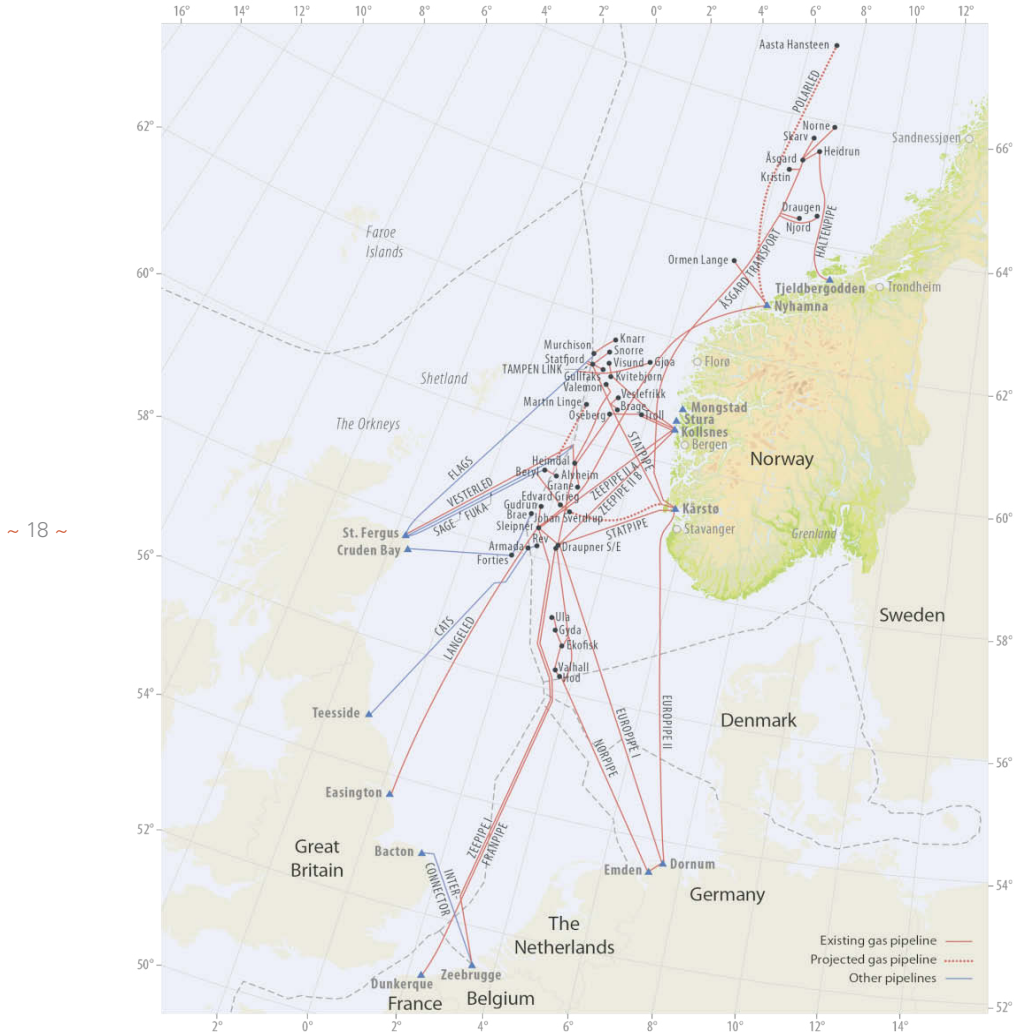 16° 14° 12° 10° 8° 6° 4° 2° 0° 4° 6° 8° 10° 12°
Aasta Hansteen
POLARLED
62°
Norne
Skarv
Sandnessjøen
Åsgard
Heidrun
66°
Kristin
Draugen
Njord
HALTENPIPE
Faroe
Islands
Ormen Lange
ÅSGARD TRANSPORT
60°
64°
Tjeldbergodden
Trondheim
Nyhamna
Knarr
Murchison
Snorre
Statfjord
Visund
Gjøa
Florø
TAMPEN LINK
Gullfaks
Kvitebjørn
Shetland
Valemon
Veslefrikk
62°
Martin Linge
Brage
Mongstad
58°
Oseberg
Troll
Stura
The Orkneys
Kollsnes
Bergen
Norway
FLAGS
STATPIPE
Heimdal
VESTERLED
Beryl
Alvheim
ZEEPIPE II A
Grane
ZEEPIPE II B
Edvard Grieg
SAGE
FUKA
Gudrun
Kårstø
Brae
Johan Sverdrup
60°
~ 18 ~
St. Fergus
Sleipner
STATPIPE
Stavanger
Grenland
Cruden Bay
Rev
56°
Armada
Draupner S/E
Forties
Ula
Sweden
CATS
Gyda
LANGELED
Ekofisk
58°
Valhall
Hod
54°
Teesside
EUROPIPE I
EUROPIPE II
Denmark
NORPIPE
56°
Easington
52°
ZEEPIPE I
FRANPIPE
Great
Britain
Bacton
INTER-
CONNECTOR
Emden
Dornum
54°
Germany
The
Netherlands
Existing gas pipeline
Projected gas pipeline
50°
Zeebrugge
Other pipelines
Dunkerque
France
Belgium
52°
2° 0° 2° 4° 6° 8° 10° 12° 14°